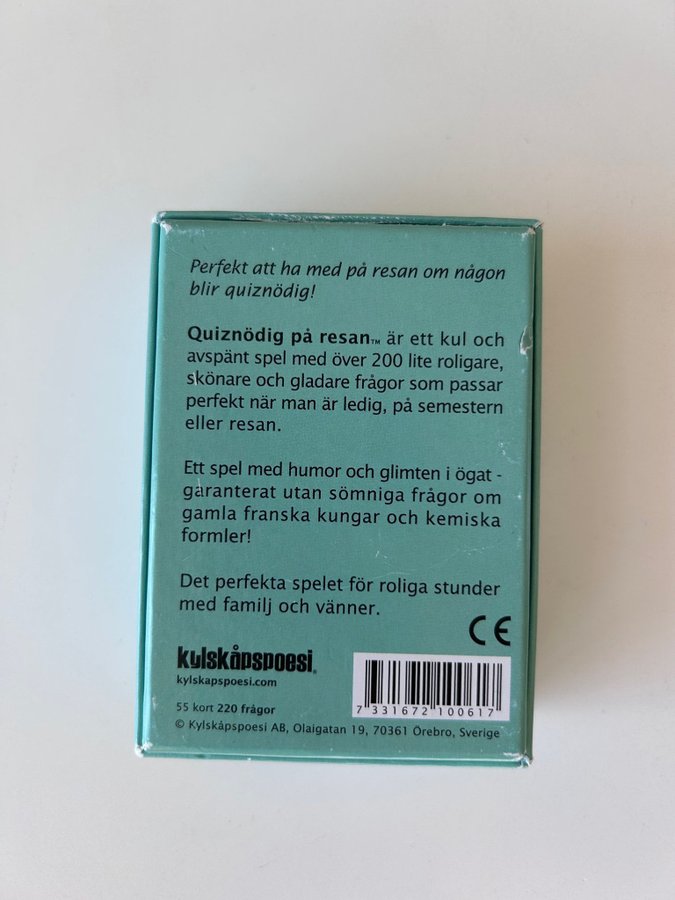 Perfekt att ha med på resan om någon
blir quiznödig!
Quiznödig på resan™ är ett kul och
avspänt spel med över 200 lite roligare,
skönare och gladare frågor som passar
perfekt när man är ledig, på semestern
eller resan.
Ett spel med humor och glimten i ögat -
garanterat utan sömniga frågor om
gamla franska kungar och kemiska
formler!
Det perfekta spelet för roliga stunder
med familj och vänner.
CE
kylskåpspoesi®
kylskapspoesi.com
7 331672 100617
55 kort 220 frågor
© Kylskåpspoesi AB, Olaigatan 19, 70361 Örebro, Sverige